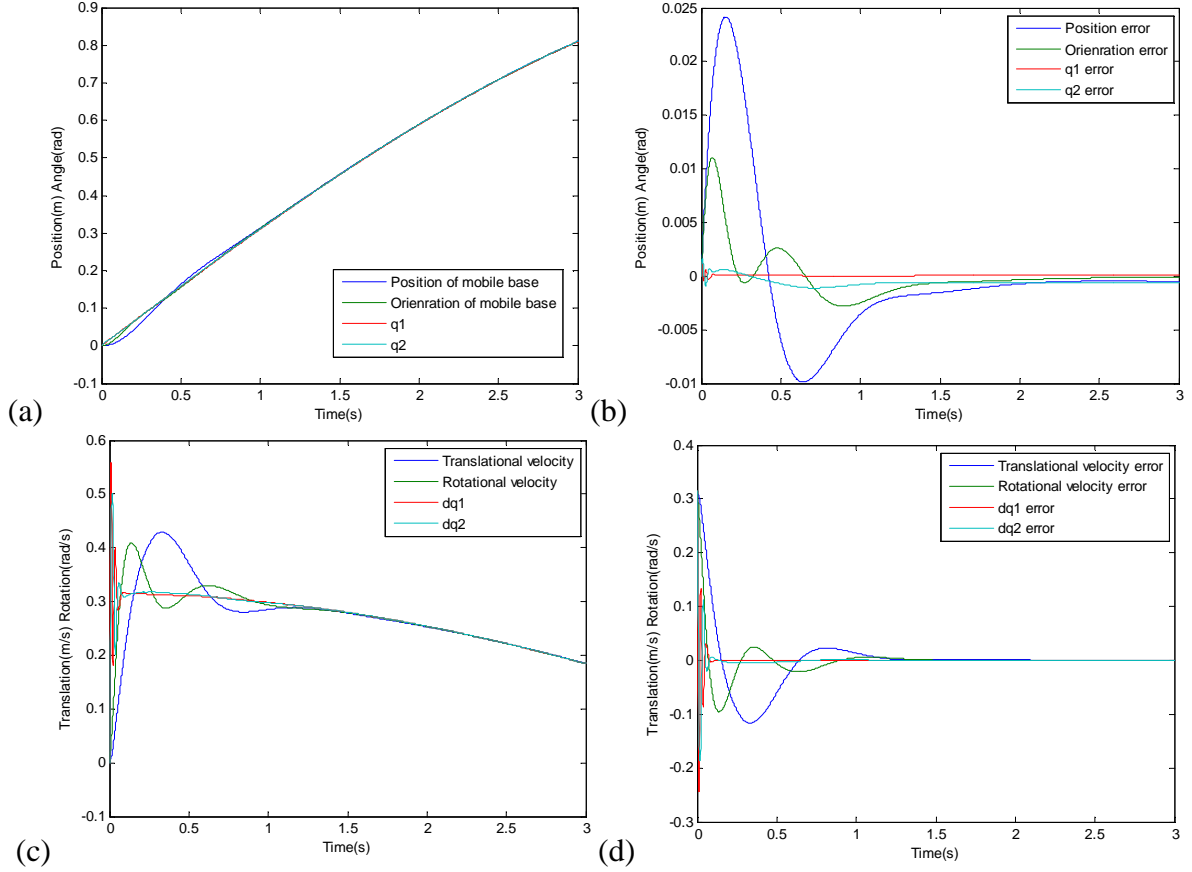 0.9
0.8
0.7
0.6
0.5
0.4
0.3
0.2
0.1
0
-0.1
Position(m) Angle(rad)
Position of mobile base
Orienration of mobile base
q1
q2
0 0.5 1 1.5 2 2.5 3
Time(s)
(a)
0.025
0.02
0.015
0.01
0.005
0
-0.005
-0.01
Position(m) Angle(rad)
Position error
Orienration error
q1 error
q2 error
0 0.5 1 1.5 2 2.5 3
Time(s)
(b)
0.6
0.5
0.4
0.3
0.2
0.1
0
-0.1
Translation(m/s) Rotation(rad/s)
Translational velocity
Rotational velocity
dq1
dq2
0 0.5 1 1.5 2 2.5 3
Time(s)
(c)
0.4
0.3
0.2
0.1
0
-0.1
-0.2
-0.3
Translation(m/s) Rotation(rad/s)
Translational velocity error
Rotational velocity error
dq1 error
dq2 error
0 0.5 1 1.5 2 2.5 3
Time(s)
(d)